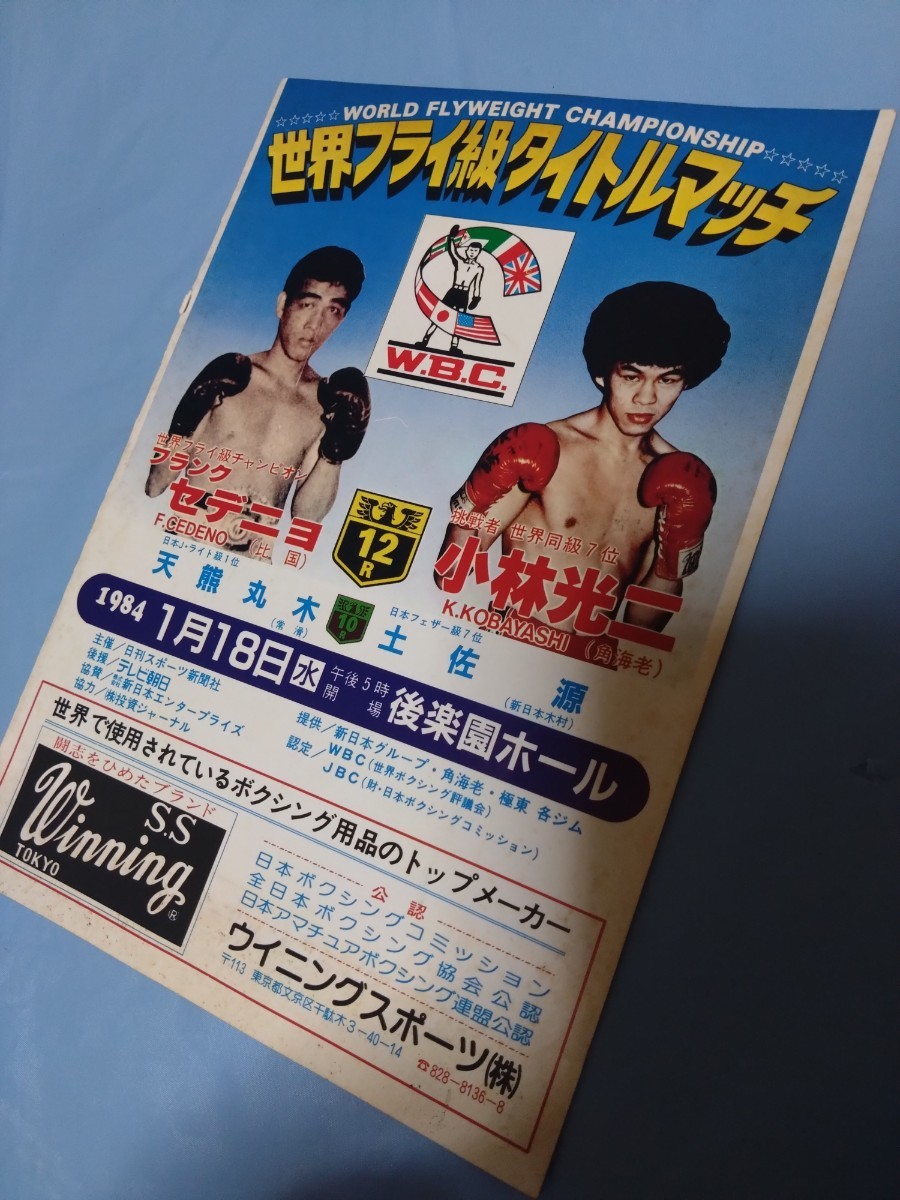 ☆☆☆☆☆WORLD FLYWEIGHT CHAMPIONSHIP☆☆☆☆☆
世界フライ級タイトルマッチ
W.B.C.
世界フライ級チャンピオン
フランク
セデーニョ
F.CEDENO (比国)
12R
挑戦者 世界同級7位
小林光二
K.KOBAYASHI (角海老)
日本J・ライト級1位
天熊丸木
(常滑)
10R
日本フェザー級7位
土佐源
(新日本木村)
1984 1月18日水 午後5時開場 後楽園ホール
主催/日刊スポーツ新聞社
後援/テレビ朝日
協賛/株式会社新日本エンタープライズ
協力/(株)投資ジャーナル
提供/新日本グループ・角海老・極東 各ジム
認定/WBC(世界ボクシング評議会)
JBC(財・日本ボクシングコミッション)
世界で使用されているボクシング用品のトップメーカー
闘志をひめたブランド
S.S
Winning
TOKYO
®
公認
日本ボクシングコミッション
全日本ボクシング協会公認
日本アマチュアボクシング連盟公認
ウイニングスポーツ(株)
〒113 東京都文京区千駄木3-40-14
☎828-8136-8